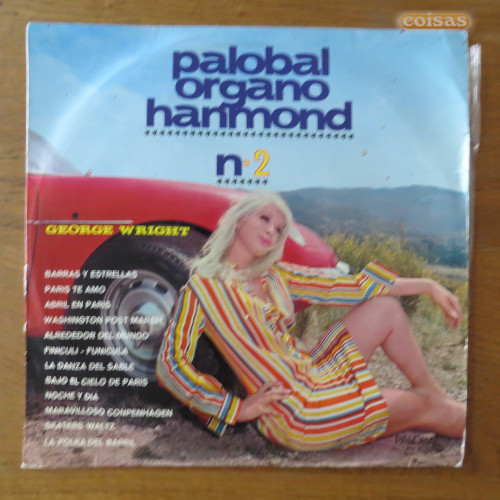 eoisas
palobal
organo
hammond
n·2
GEORGE WRIGHT
BARRAS Y ESTRELLAS
PARIS TE AMO
ABRIL EN PARIS
WASHINGTON POST MARSH
ALREDEDOR DEL MUNDO
FINICULI - FUNICULA
LA DANZA DEL SABLE
BAJO EL CIELO DE PARIS
NOCHE Y DIA
MARAVILLOSO CONPENHAGEN
SKATERS WALTZ
LA POLKA DEL BARRIL